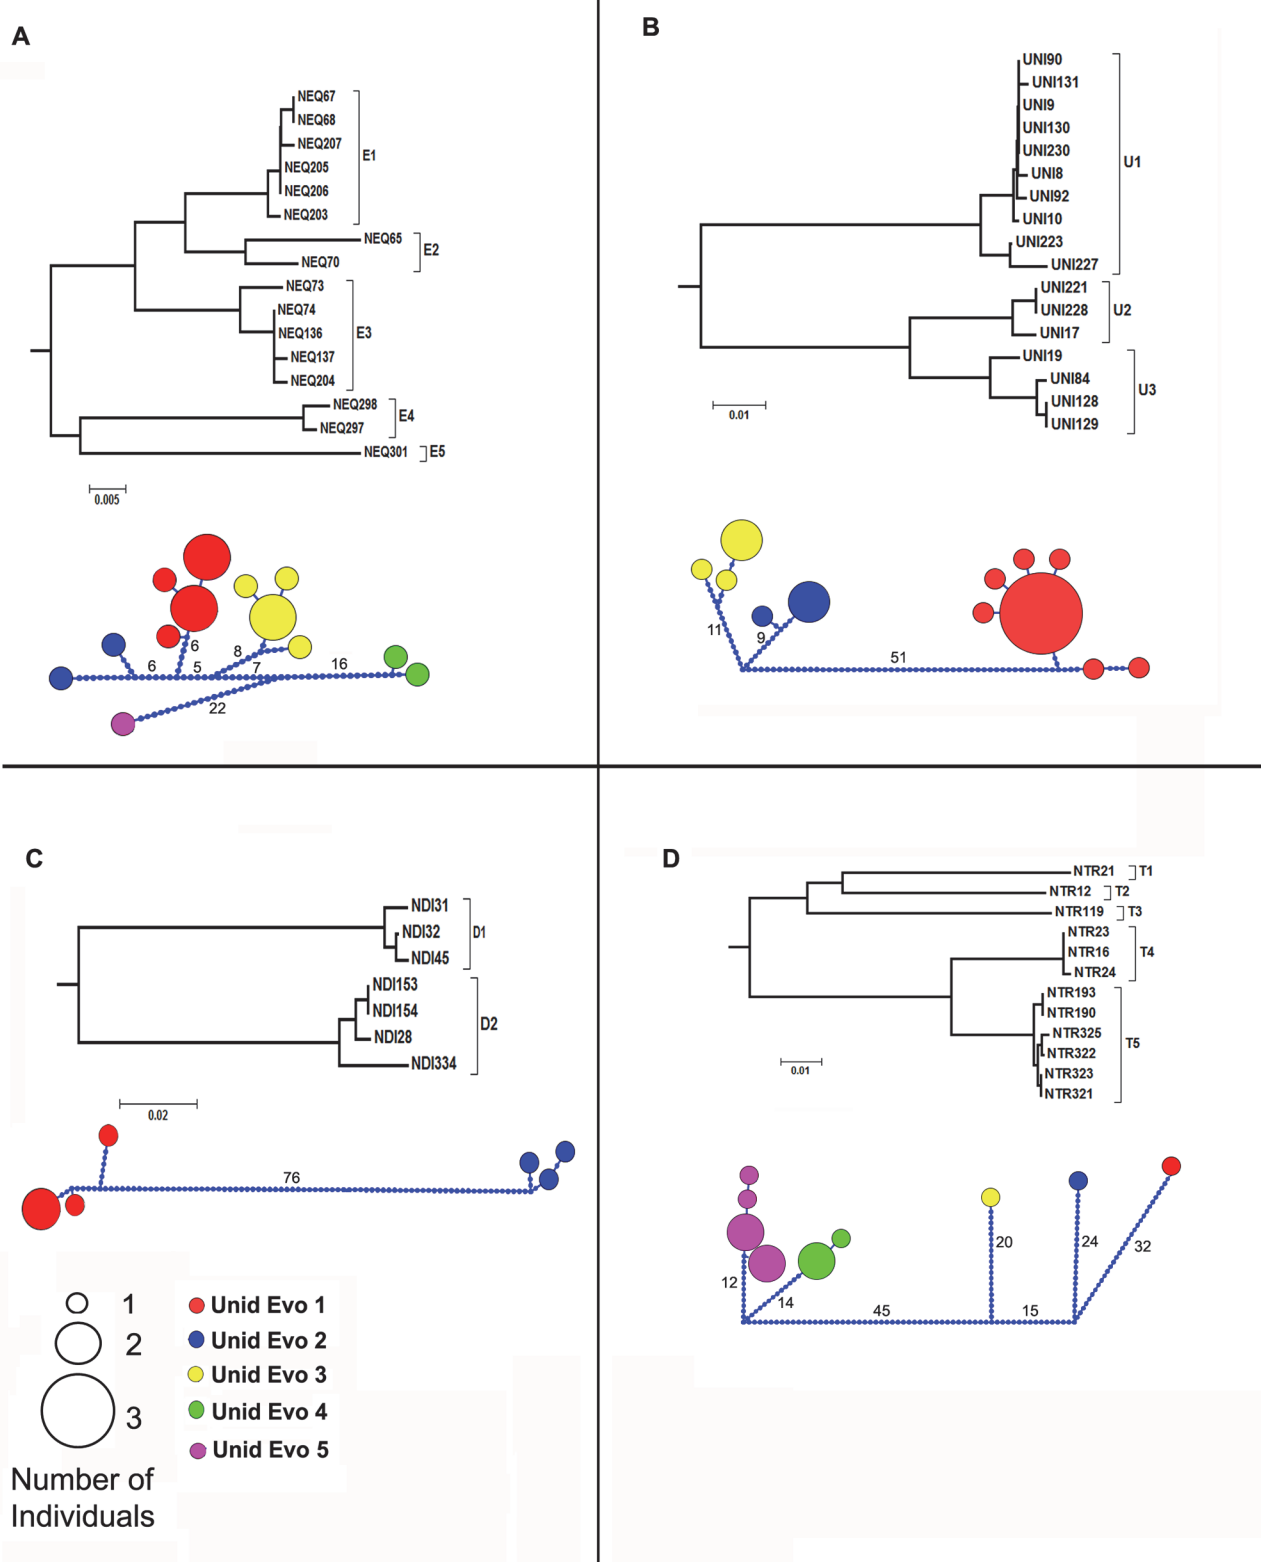 A
NEQ67
NEQ68
NEQ207
NEQ205
NEQ206
NEQ203
E1
NEQ65
NEQ70
E2
NEQ73
NEQ74
NEQ136
NEQ137
NEQ204
E3
NEQ298
NEQ297
E4
NEQ301
E5
0.005
6
6
5
8
7
16
22
B
UNI90
UNI131
UNI9
UNI130
UNI230
UNI8
UNI92
UNI10
UNI223
UNI227
U1
UNI221
UNI228
UNI17
U2
UNI19
UNI84
UNI128
UNI129
U3
0.01
11
9
51
C
NDI31
NDI32
NDI45
D1
NDI153
NDI154
NDI28
NDI334
D2
0.02
76
1
2
3
Number of
Individuals
Unid Evo 1
Unid Evo 2
Unid Evo 3
Unid Evo 4
Unid Evo 5
D
NTR21 T1
NTR12 T2
NTR119 T3
NTR23
NTR16
NTR24
T4
NTR193
NTR190
NTR325
NTR322
NTR323
NTR321
T5
0.01
12
14
45
20
15
24
32